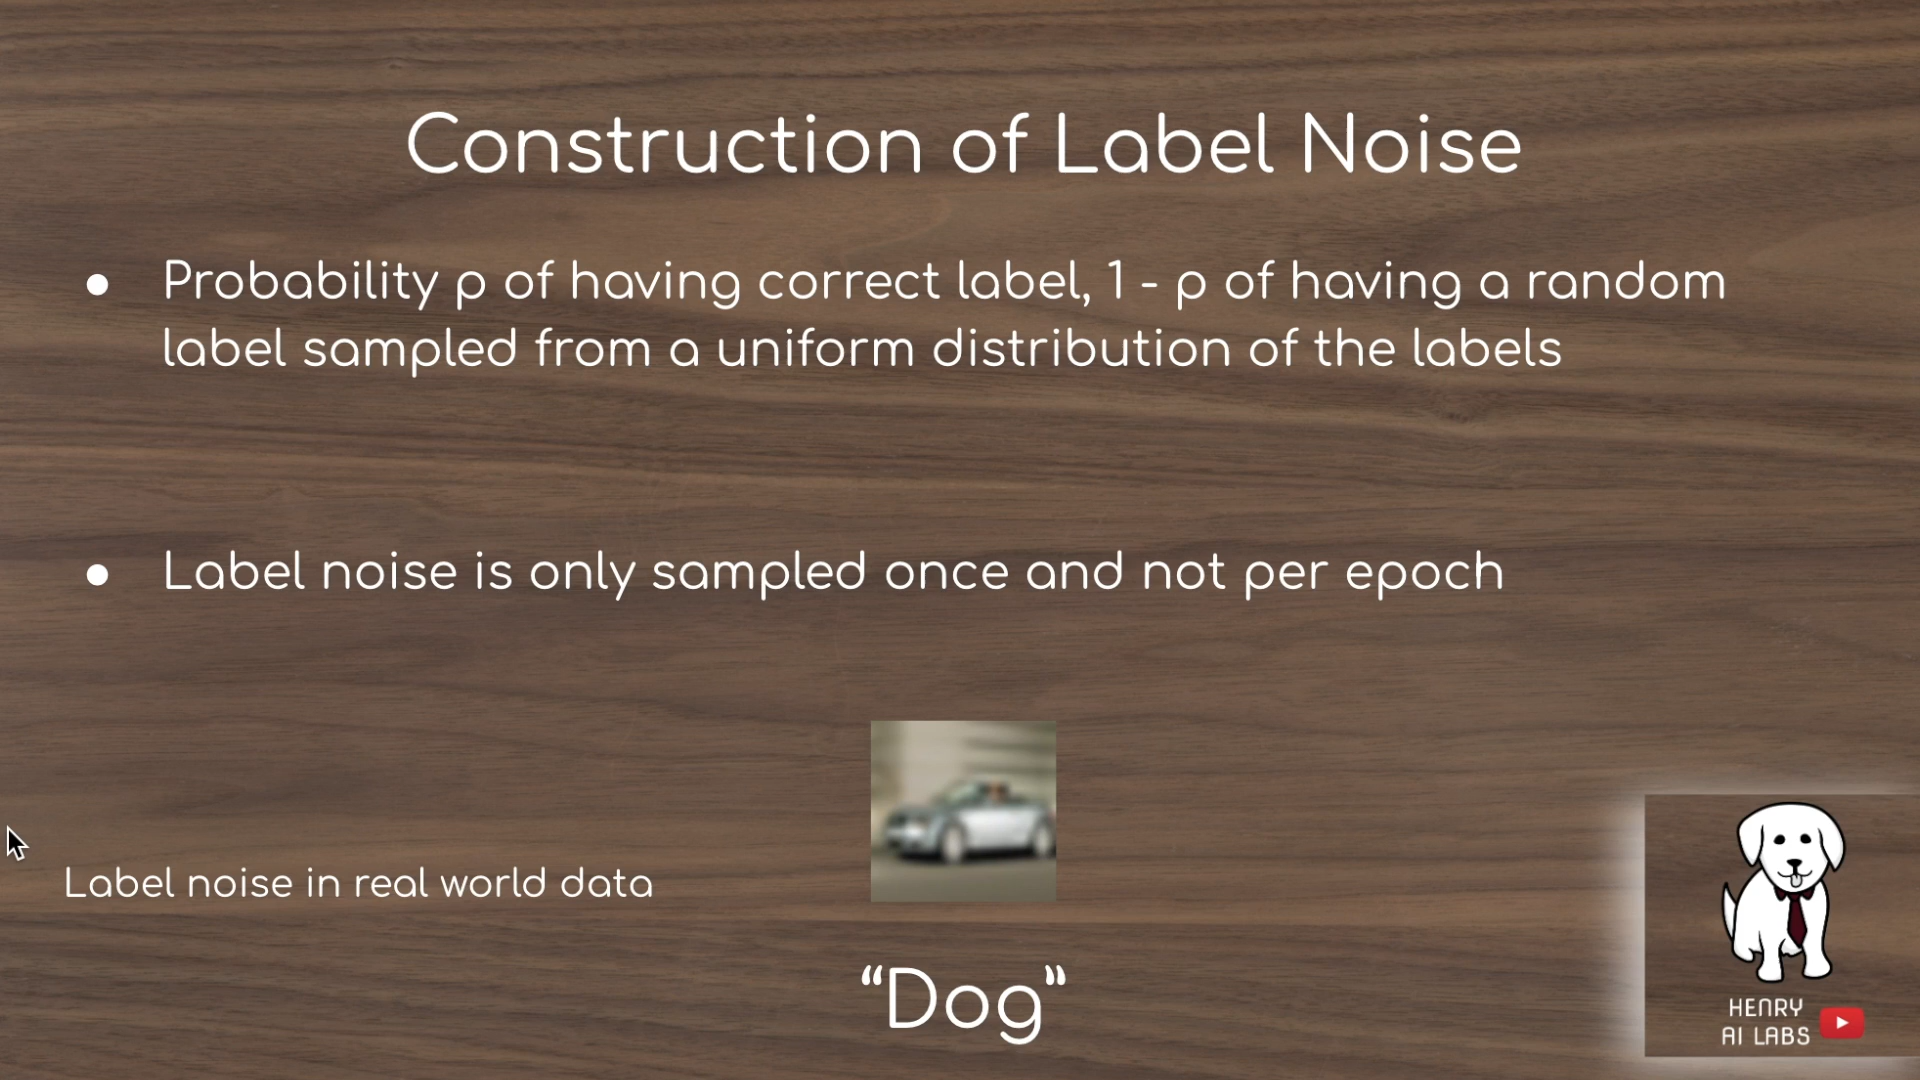 Construction of Label Noise
● Probability p of having correct label, 1 - p of having a random
label sampled from a uniform distribution of the labels
● Label noise is only sampled once and not per epoch
Label noise in real world data
“Dog“
HENRY
AI LABS